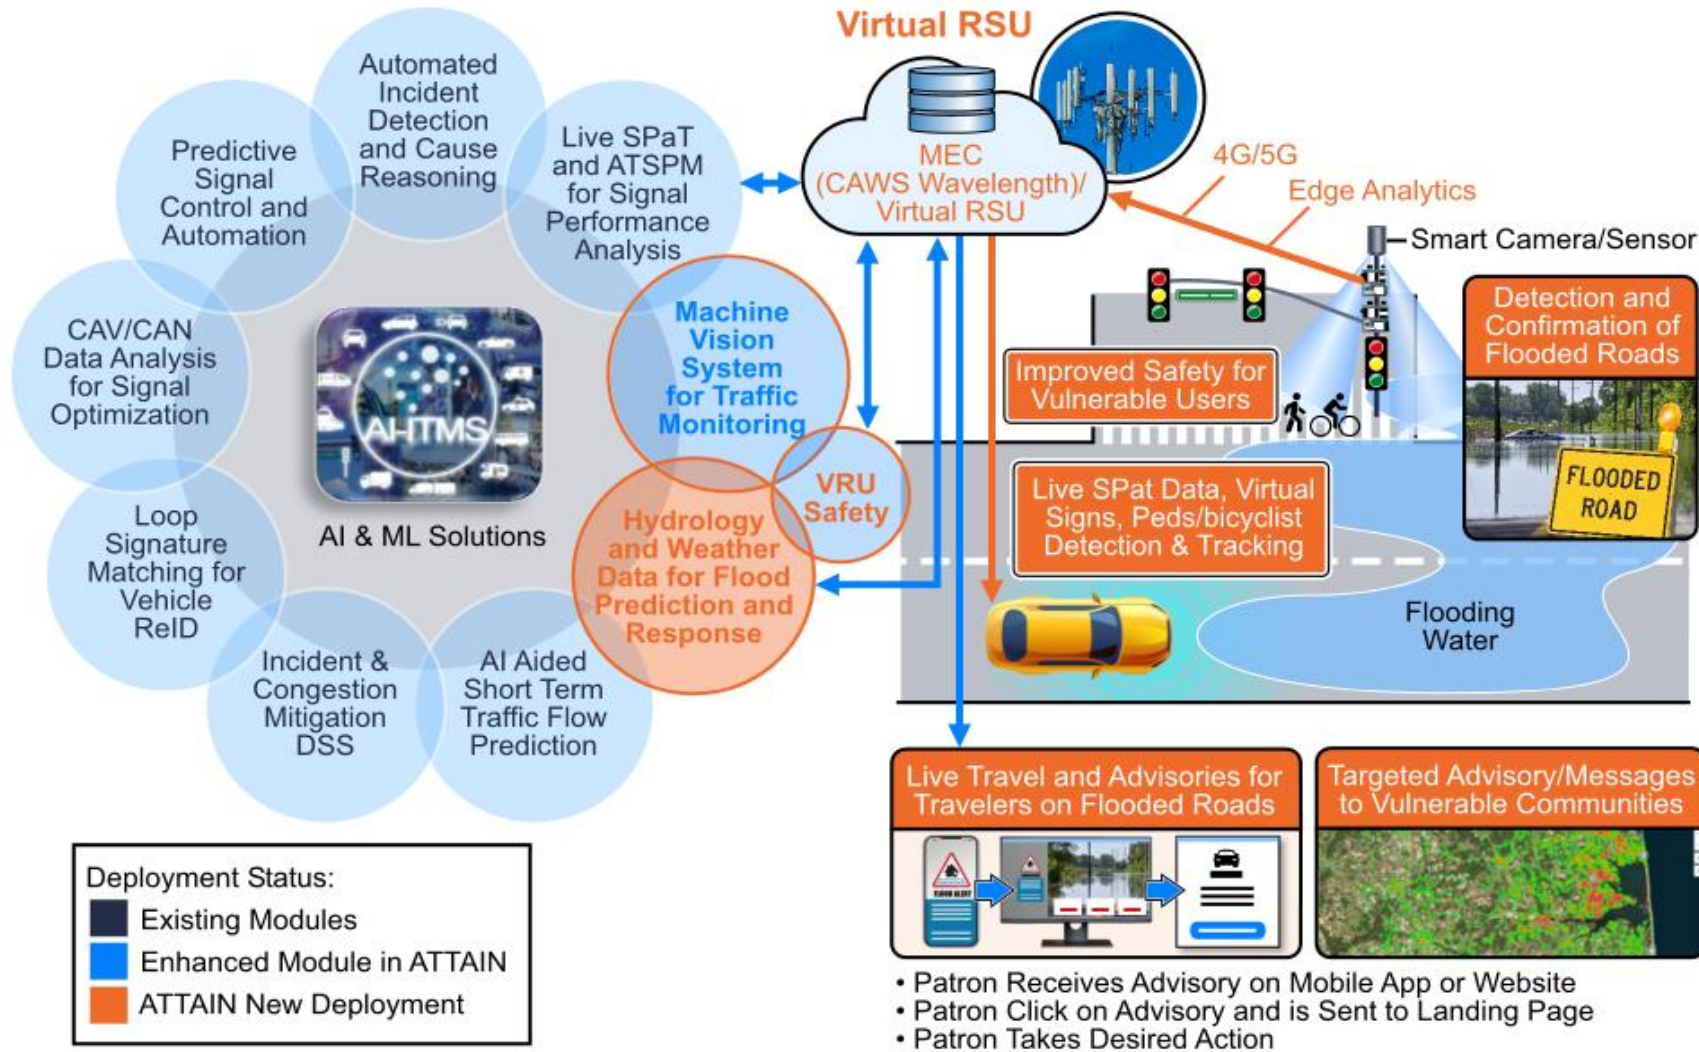 Virtual RSU
Automated
Incident
Detection
and Cause
Reasoning
Predictive
Signal
Control and
Automation
Live SPaT
and ATSPM
for Signal
Performance
Analysis
MEC
(CAWS Wavelength)/
Virtual RSU
4G/5G
Edge Analytics
Smart Camera/Sensor
CAV/CAN
Data Analysis
for Signal
Optimization
AI-ITMS
AI & ML Solutions
Machine
Vision
System
for Traffic
Monitoring
VRU
Safety
Improved Safety for
Vulnerable Users
Detection and
Confirmation of
Flooded Roads
FLOODED
ROAD
Live SPat Data, Virtual
Signs, Peds/bicyclist
Detection & Tracking
Loop
Signature
Matching for
Vehicle
ReID
Hydrology
and Weather
Data for Flood
Prediction and
Response
Flooding
Water
Incident &
Congestion
Mitigation
DSS
AI Aided
Short Term
Traffic Flow
Prediction
Live Travel and Advisories for
Travelers on Flooded Roads
FLOOD ALERT
Targeted Advisory/Messages
to Vulnerable Communities
Deployment Status:
Existing Modules
Enhanced Module in ATTAIN
ATTAIN New Deployment
• Patron Receives Advisory on Mobile App or Website
• Patron Click on Advisory and is Sent to Landing Page
• Patron Takes Desired Action